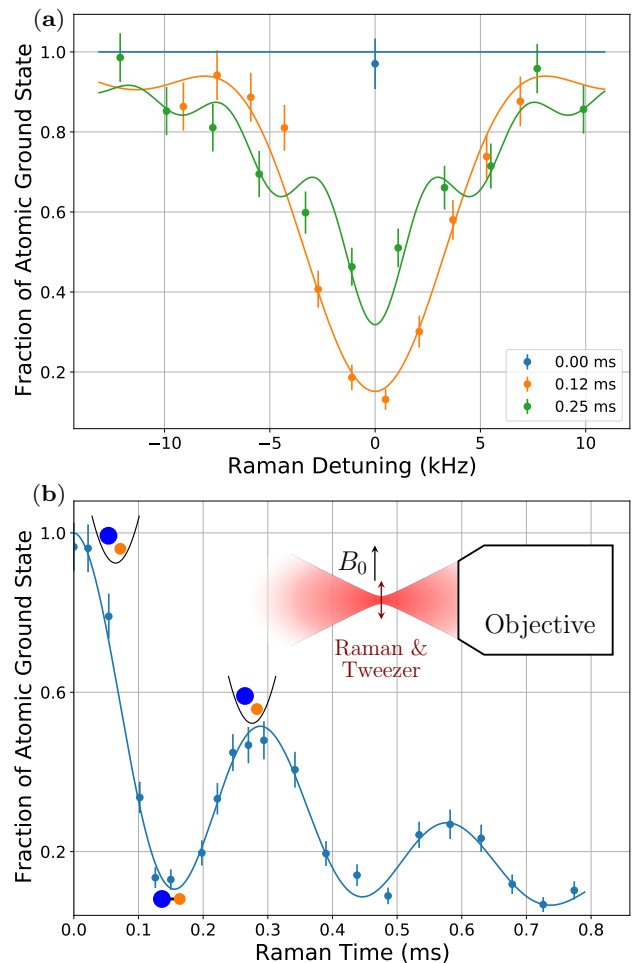 (a)
1.0
0.8
0.6
0.4
0.2
Fraction of Atomic Ground State
0.00 ms
0.12 ms
0.25 ms
−10
−5
0
5
10
Raman Detuning (kHz)
(b)
1.0
0.6
0.2
Fraction of Atomic Ground State
B₀
Objective
Raman &
Tweezer
0.0
0.1
0.2
0.3
0.4
0.5
0.6
0.7
0.8
Raman Time (ms)